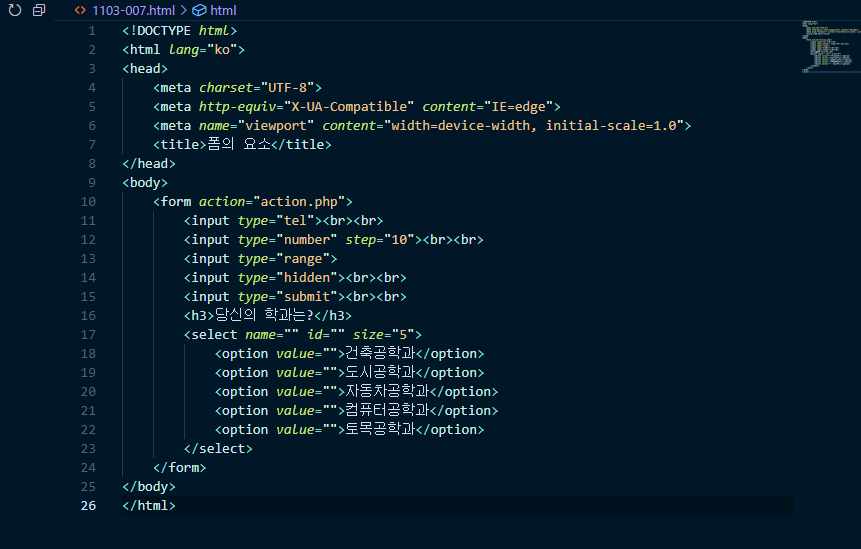 1103-007.html > html
1 <!DOCTYPE html>
2 <html lang="ko">
3 <head>
4     <meta charset="UTF-8">
5     <meta http-equiv="X-UA-Compatible" content="IE=edge">
6     <meta name="viewport" content="width=device-width, initial-scale=1.0">
7     <title>폼의 요소</title>
8 </head>
9 <body>
10     <form action="action.php">
11         <input type="tel"><br><br>
12         <input type="number" step="10"><br><br>
13         <input type="range">
14         <input type="hidden"><br><br>
15         <input type="submit"><br><br>
16         <h3>당신의 학과는?</h3>
17         <select name="" id="" size="5">
18             <option value="">건축공학과</option>
19             <option value="">도시공학과</option>
20             <option value="">자동차공학과</option>
21             <option value="">컴퓨터공학과</option>
22             <option value="">토목공학과</option>
23         </select>
24     </form>
25 </body>
26 </html>